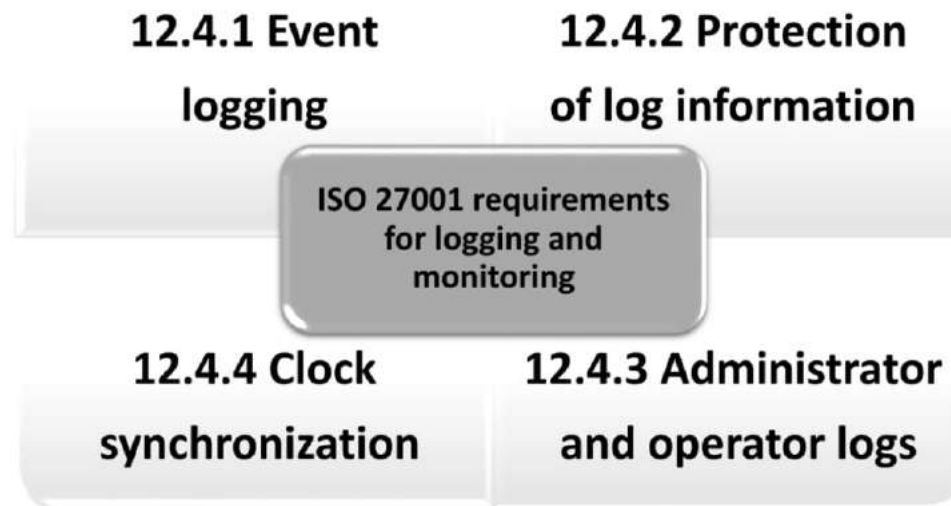 12.4.1 Event
logging
12.4.2 Protection
of log information
ISO 27001 requirements
for logging and
monitoring
12.4.4 Clock
synchronization
12.4.3 Administrator
and operator logs